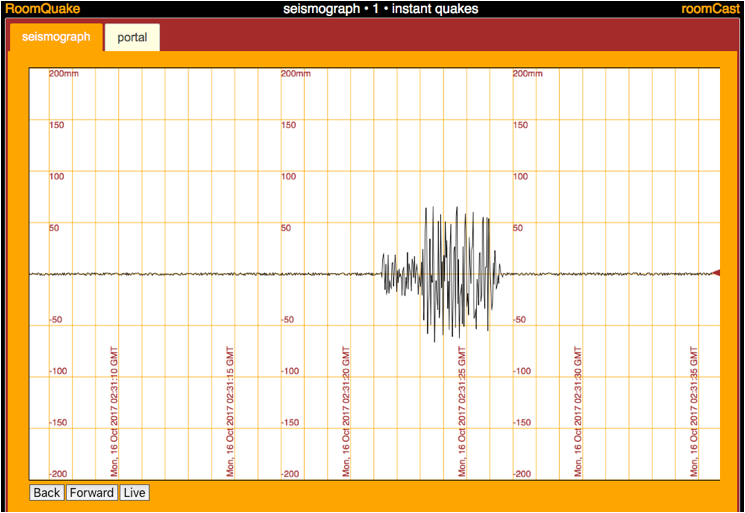 RoomQuake
seismograph • 1 • instant quakes
roomCast
seismograph
portal
200mm
200mm
200mm
150
150
150
100
100
100
50
50
50
-50
-50
-50
-100
-100
-100
-150
-150
-150
-200
-200
-200
Mon, 16 Oct 2017 02:31:10 GMT
Mon, 16 Oct 2017 02:31:15 GMT
Mon, 16 Oct 2017 02:31:20 GMT
Mon, 16 Oct 2017 02:31:25 GMT
Mon, 16 Oct 2017 02:31:30 GMT
Mon, 16 Oct 2017 02:31:35 GMT
Back
Forward
Live